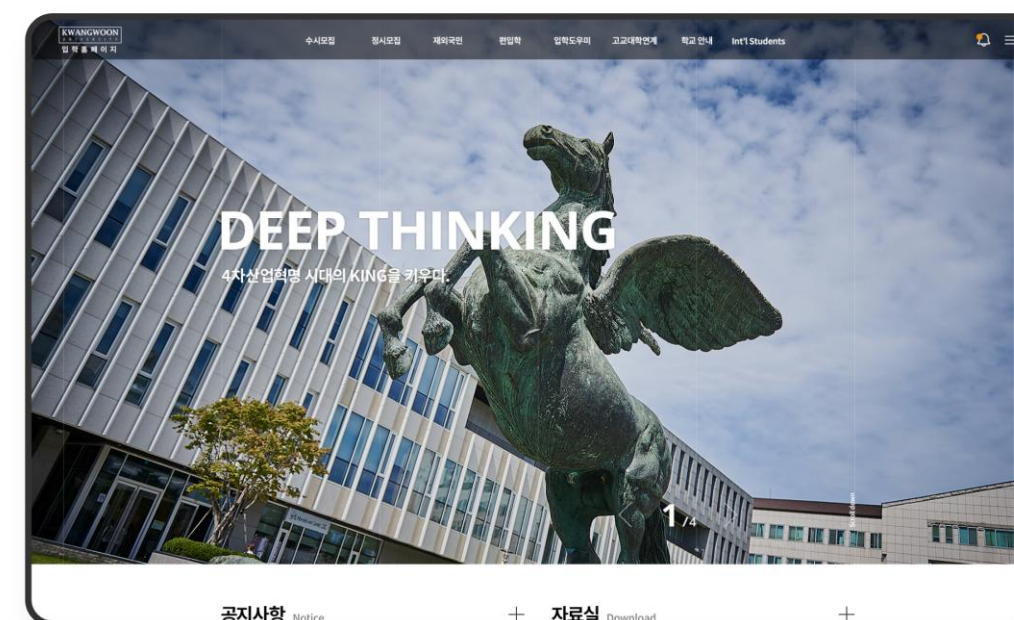 KWANGWOON
UNIVERSITY
입학홈페이지
수시모집 정시모집 재외국민 편입학 입학도우미 고교대학연계 학교 안내 Int'l Students
DEEP THINKING
4차산업혁명 시대의 KING을 키우다.
1 /4
Scroll down
공지사항 Notice
자료실 Download